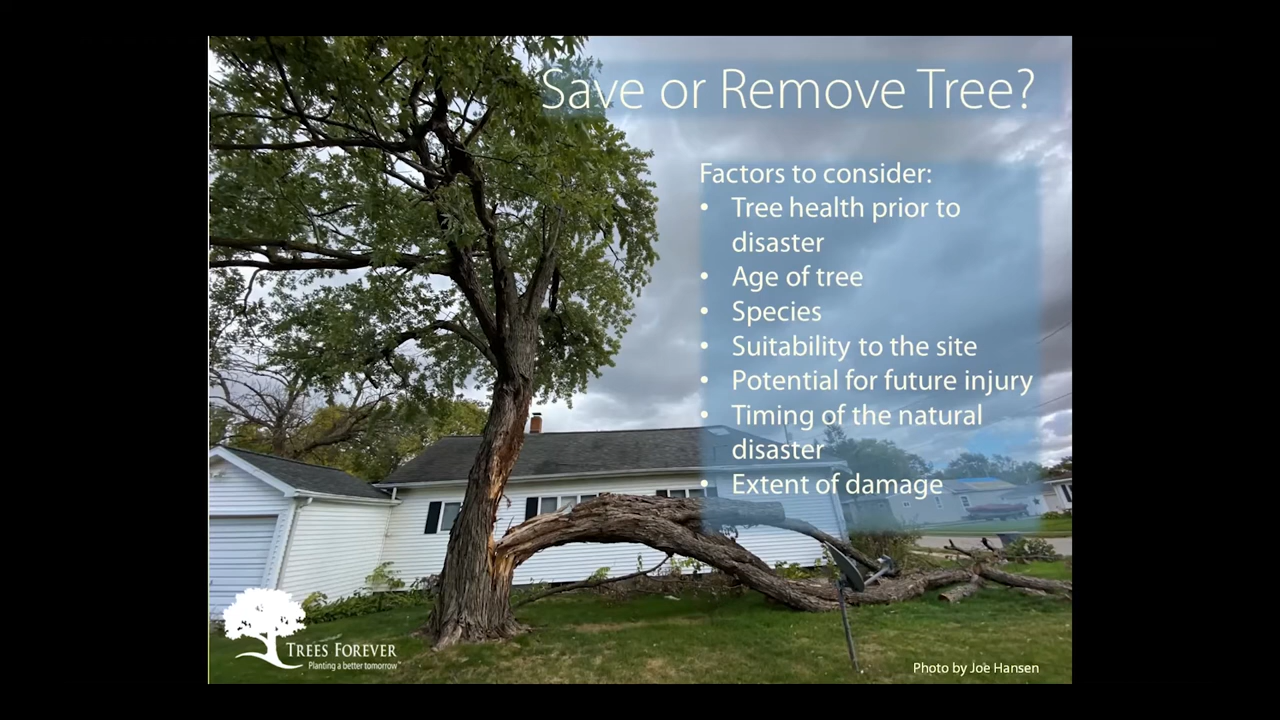 Save or Remove Tree?
Factors to consider:
• Tree health prior to
disaster
• Age of tree
• Species
• Suitability to the site
• Potential for future injury
• Timing of the natural
disaster
• Extent of damage
TREES FOREVER
Planting a better tomorrow™
Photo by Joe Hansen